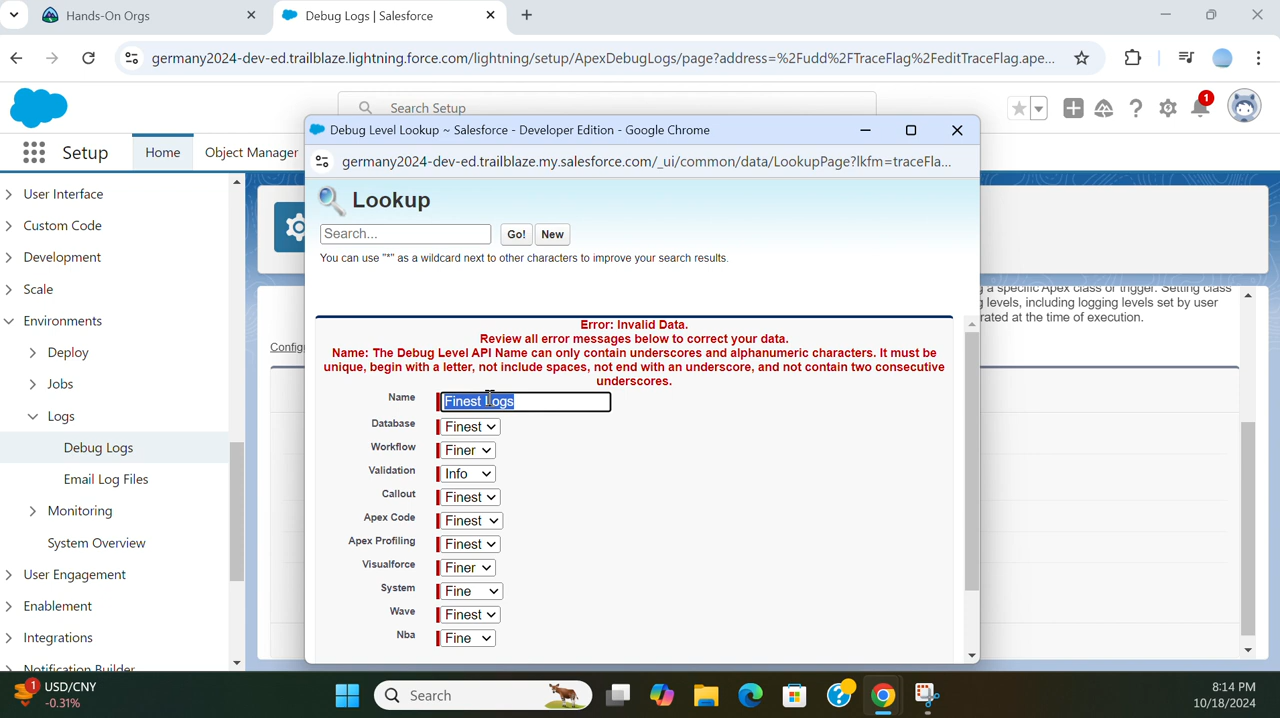 Hands-On Orgs
Debug Logs | Salesforce
germany2024-dev-ed.trailblaze.lightning.force.com/lightning/setup/ApexDebugLogs/page?address=%2Fudd%2FTraceFlag%2FeditTraceFlag.ape...
Search Setup
1
Setup
Home
Object Manager
User Interface
Custom Code
Development
Scale
Environments
Deploy
Jobs
Logs
Debug Logs
Email Log Files
Monitoring
System Overview
User Engagement
Enablement
Integrations
Notification Builder
g a specific Apex class or trigger. Setting class
g levels, including logging levels set by user
rated at the time of execution.
Config
Debug Level Lookup ~ Salesforce - Developer Edition - Google Chrome
germany2024-dev-ed.trailblaze.my.salesforce.com/_ui/common/data/LookupPage?lkfm=traceFla...
Lookup
Search...
Go!
New
You can use "*" as a wildcard next to other characters to improve your search results.
Error: Invalid Data.
Review all error messages below to correct your data.
Name: The Debug Level API Name can only contain underscores and alphanumeric characters. It must be
unique, begin with a letter, not include spaces, not end with an underscore, and not contain two consecutive
underscores.
Name Finest Logs
Database Finest
Workflow Finer
Validation Info
Callout Finest
Apex Code Finest
Apex Profiling Finest
Visualforce Finer
System Fine
Wave Finest
Nba Fine
1
USD/CNY
-0.31%
Search
8:14 PM
10/18/2024